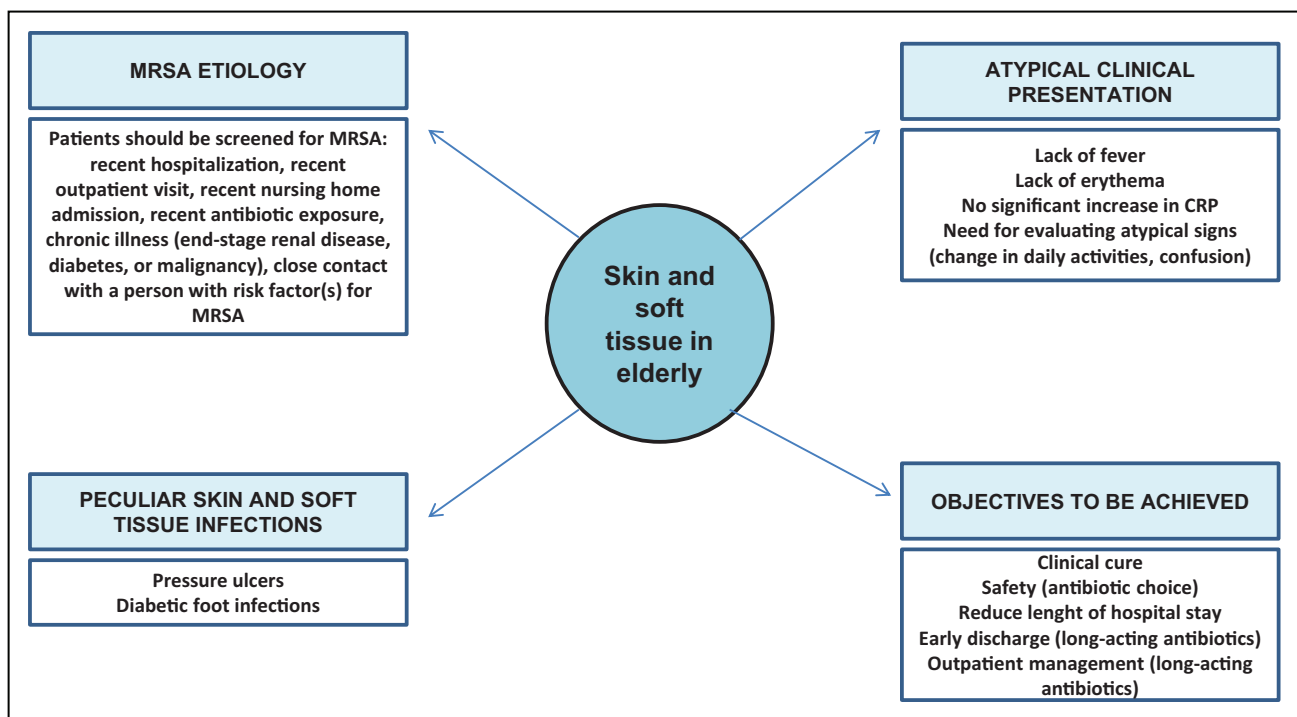 MRSA ETIOLOGY
Patients should be screened for MRSA:
recent hospitalization, recent
outpatient visit, recent nursing home
admission, recent antibiotic exposure,
chronic illness (end-stage renal disease,
diabetes, or malignancy), close contact
with a person with risk factor(s) for
MRSA
ATYPICAL CLINICAL
PRESENTATION
Lack of fever
Lack of erythema
No significant increase in CRP
Need for evaluating atypical signs
(change in daily activities, confusion)
Skin and
soft
tissue in
elderly
PECULIAR SKIN AND SOFT
TISSUE INFECTIONS
Pressure ulcers
Diabetic foot infections
OBJECTIVES TO BE ACHIEVED
Clinical cure
Safety (antibiotic choice)
Reduce lenght of hospital stay
Early discharge (long-acting antibiotics)
Outpatient management (long-acting
antibiotics)